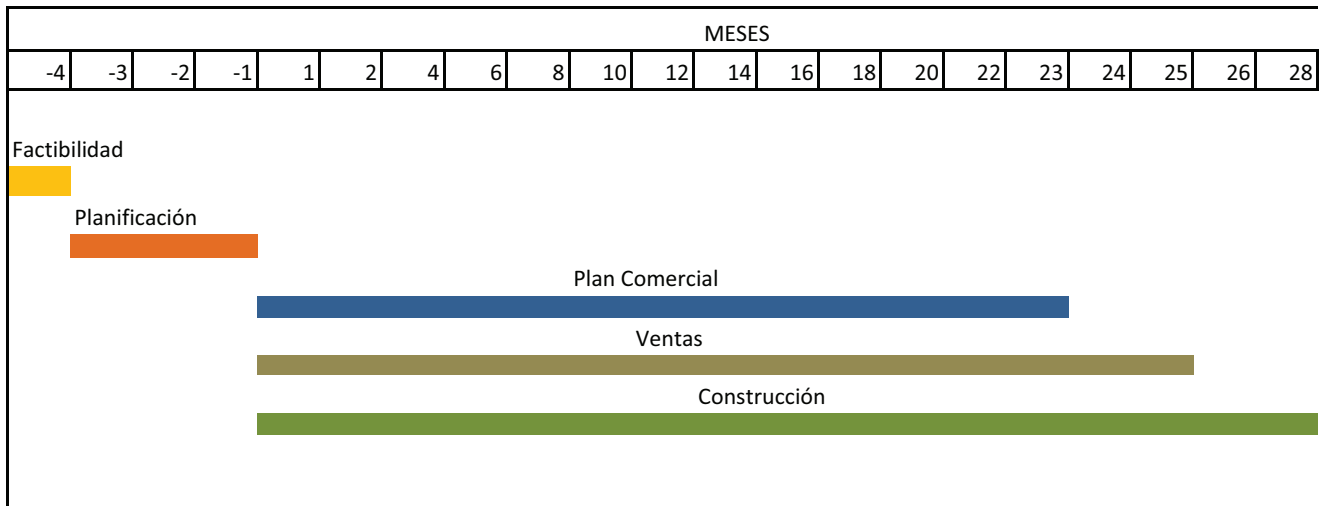 MESES
-4 -3 -2 -1 1 2 4 6 8 10 12 14 16 18 20 22 23 24 25 26 28
Factibilidad
Planificación
Plan Comercial
Ventas
Construcción